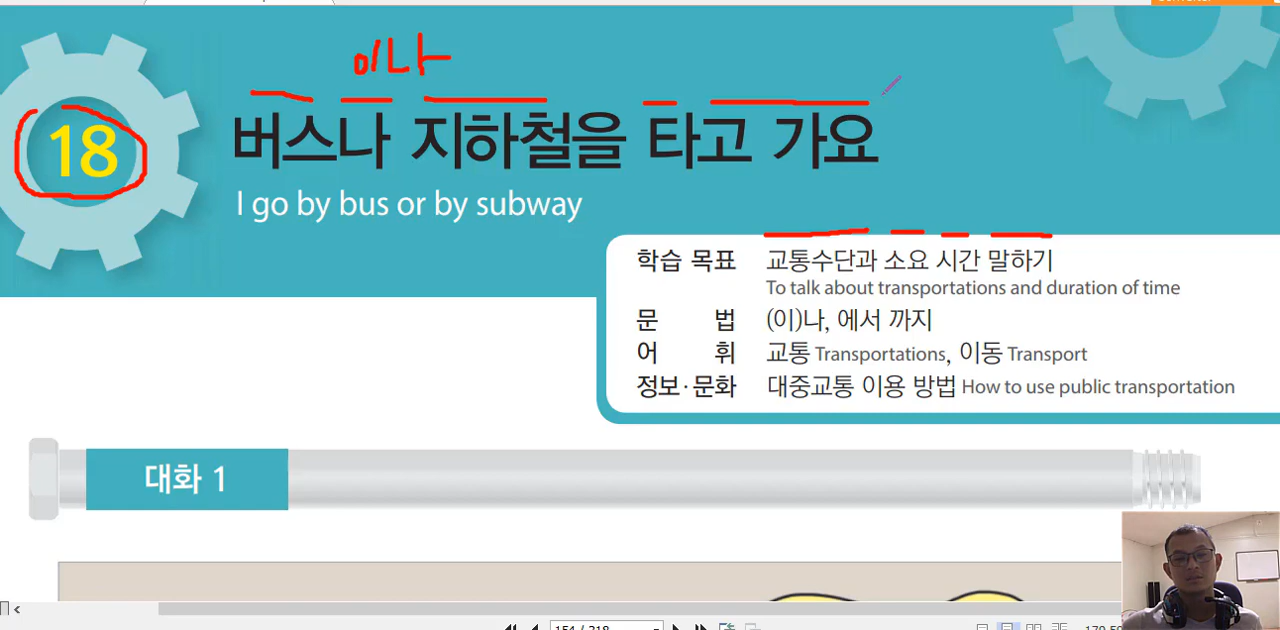 이나
18
버스나 지하철을 타고 가요
I go by bus or by subway
학습 목표 교통수단과 소요 시간 말하기
To talk about transportations and duration of time
문 법 (이)나, 에서 까지
어 휘 교통 Transportations, 이동 Transport
정보·문화 대중교통 이용 방법 How to use public transportation
대화 1